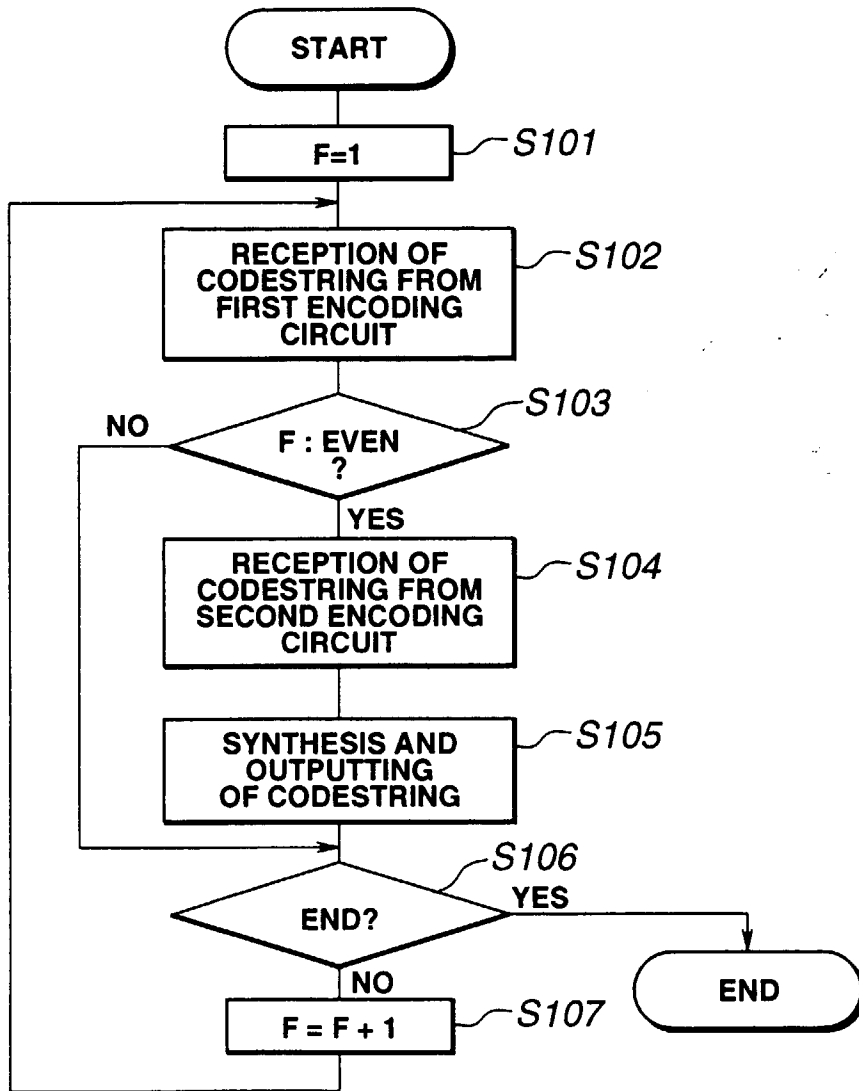 START
F=1
S101
RECEPTION OF
CODESTRING FROM
FIRST ENCODING
CIRCUIT
S102
S103
NO
F : EVEN
?
YES
RECEPTION OF
CODESTRING FROM
SECOND ENCODING
CIRCUIT
S104
SYNTHESIS AND
OUTPUTTING
OF CODESTRING
S105
S106
YES
END?
NO
END
F = F + 1
S107